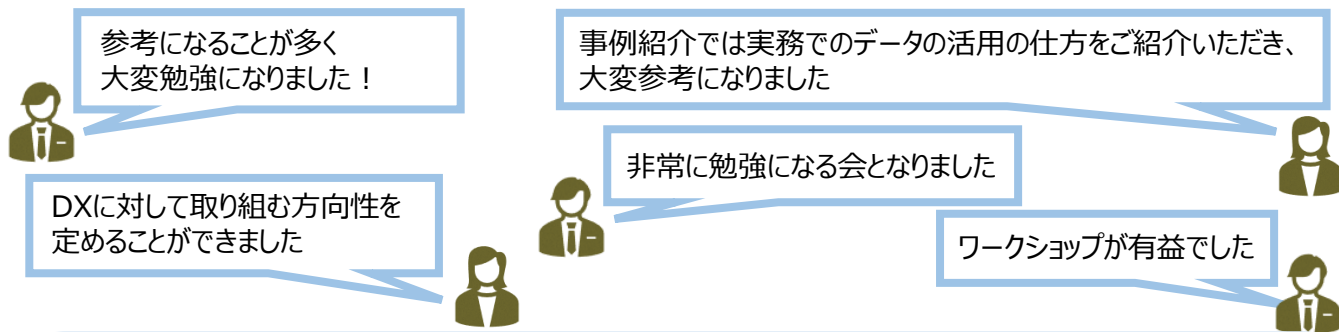 参考になることが多く
大変勉強になりました！
事例紹介では実務でのデータの活用の仕方をご紹介いただき、
大変参考になりました
非常に勉強になる会となりました
DXに対して取り組む方向性を
定めることができました
ワークショップが有益でした